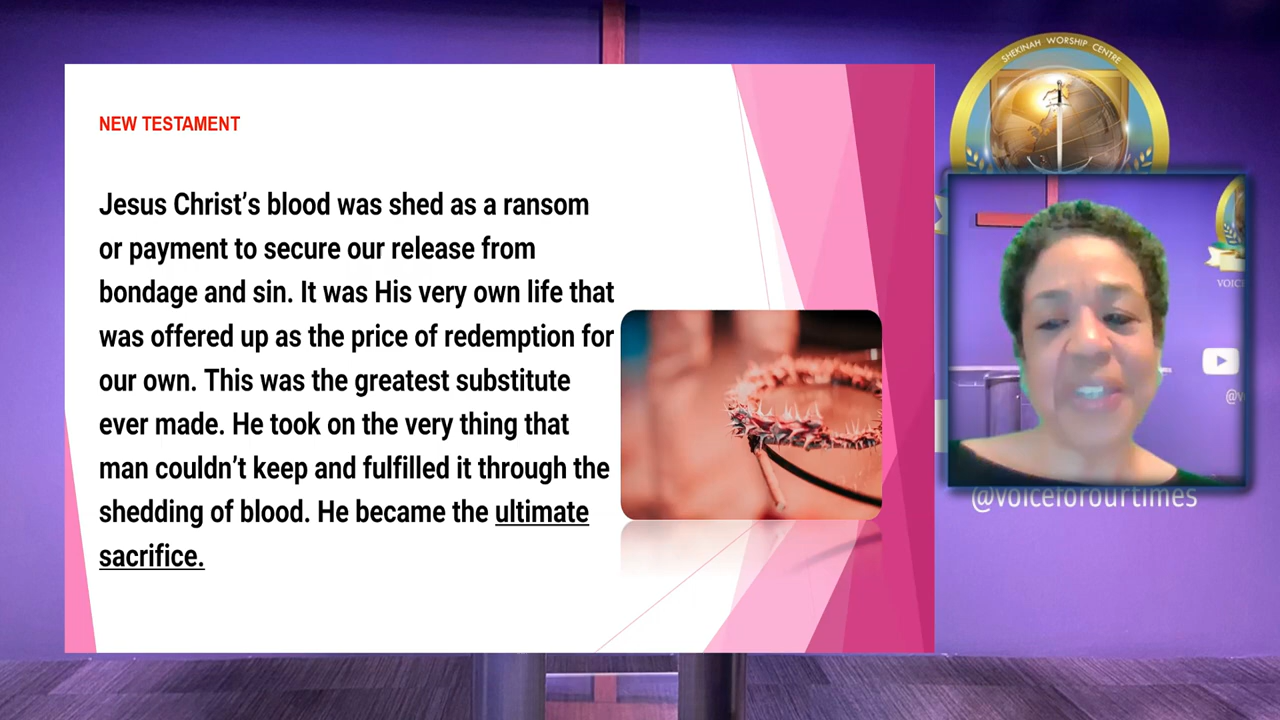 NEW TESTAMENT
Jesus Christ’s blood was shed as a ransom
or payment to secure our release from
bondage and sin. It was His very own life that
was offered up as the price of redemption for
our own. This was the greatest substitute
ever made. He took on the very thing that
man couldn’t keep and fulfilled it through the
shedding of blood. He became the ultimate
sacrifice.
SHEKINAH WORSHIP CENTRE
VOICE
@V
@voiceforourtimes